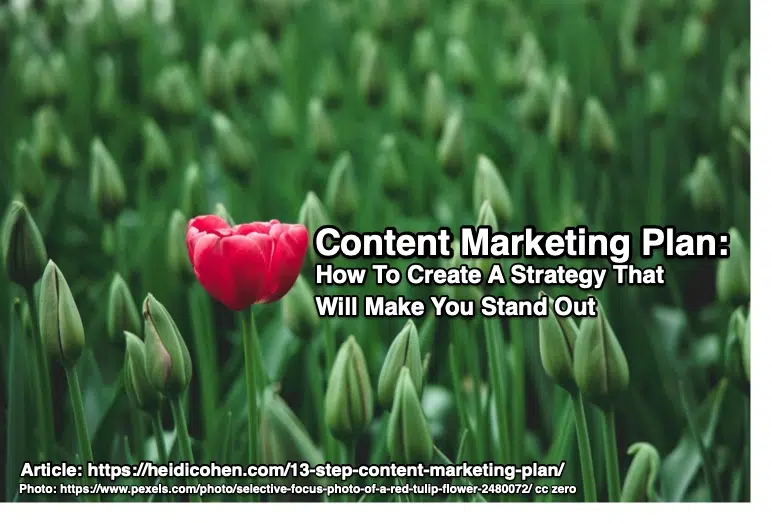 Content Marketing Plan:
How To Create A Strategy That
Will Make You Stand Out
Article: https://heidicohen.com/13-step-content-marketing-plan/
Photo: https://www.pexels.com/photo/selective-focus-photo-of-a-red-tulip-flower-2480072/ cc zero